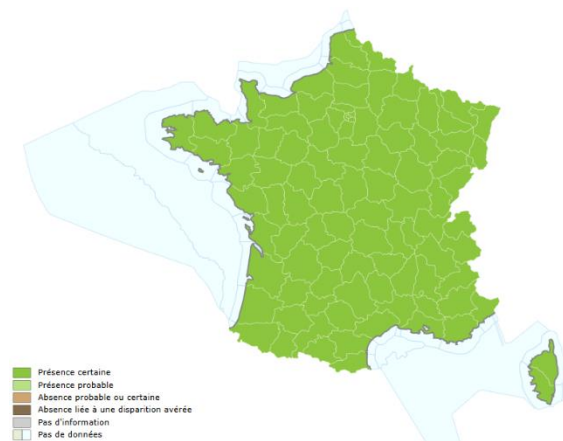 Présence certaine
Présence probable
Absence probable ou certaine
Absence liée à une disparition avérée
Pas d'information
Pas de données